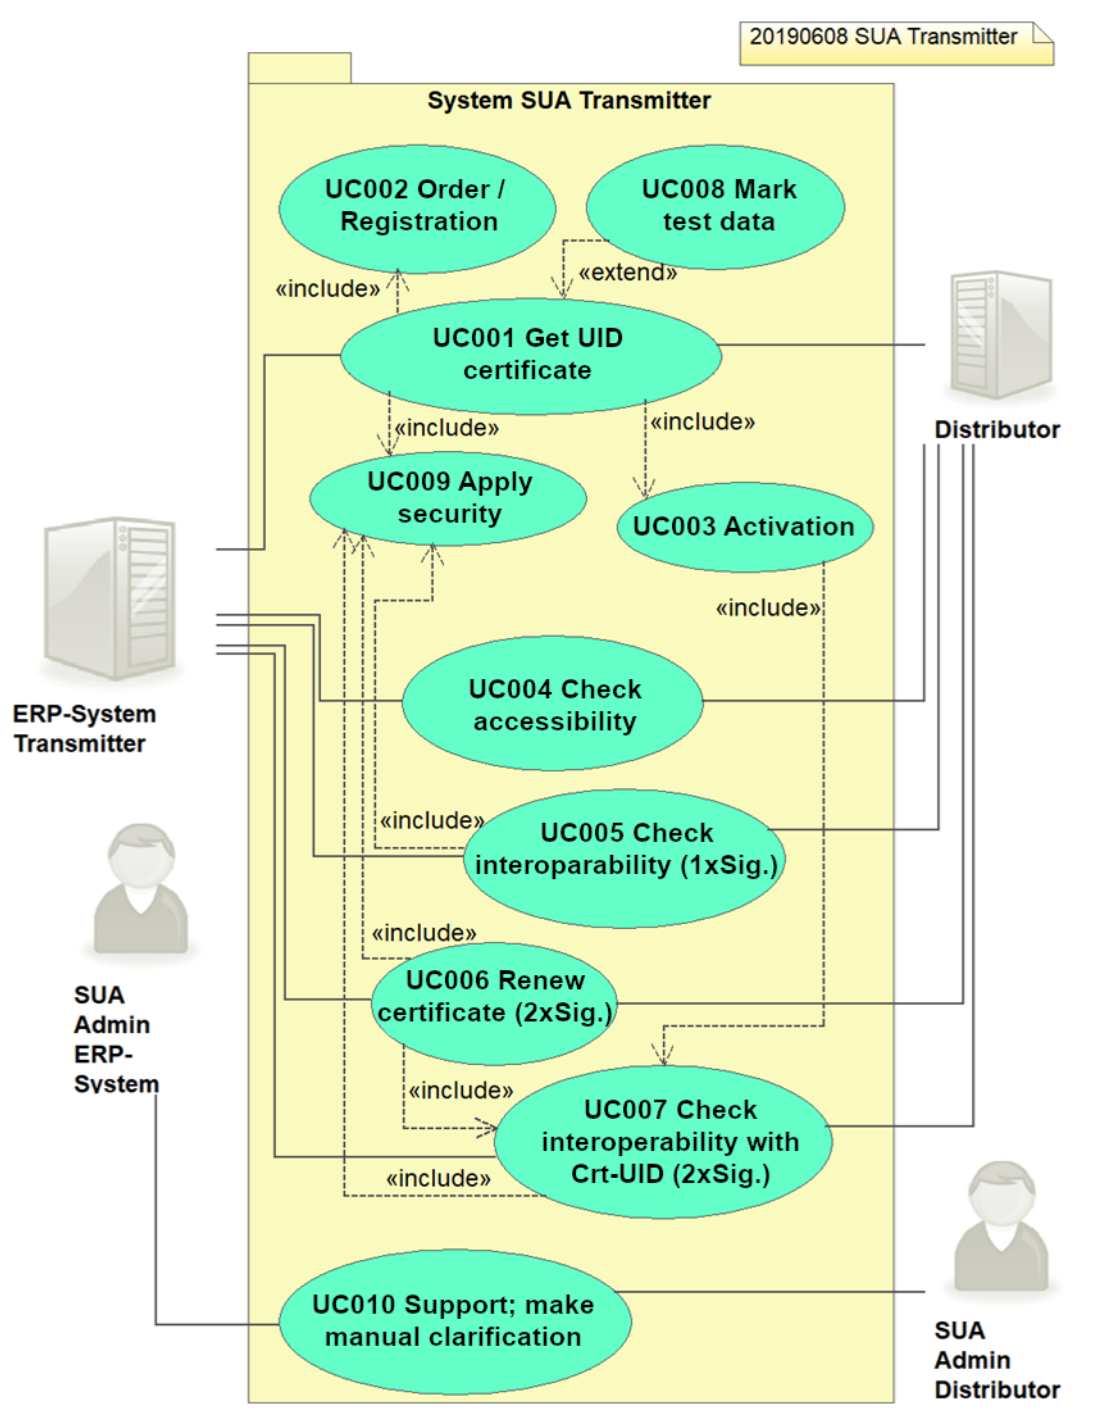 20190608 SUA Transmitter
System SUA Transmitter
UC002 Order /
Registration
UC008 Mark
test data
«include»
«extend»
UC001 Get UID
certificate
Distributor
«include»
«include»
UC009 Apply
security
UC003 Activation
«include»
ERP-System
Transmitter
UC004 Check
accessibility
«include»
UC005 Check
interoparability (1xSig.)
«include»
UC006 Renew
certificate (2xSig.)
SUA
Admin
ERP-
System
«include»
UC007 Check
interoperability with
Crt-UID (2xSig.)
«include»
UC010 Support; make
manual clarification
SUA
Admin
Distributor